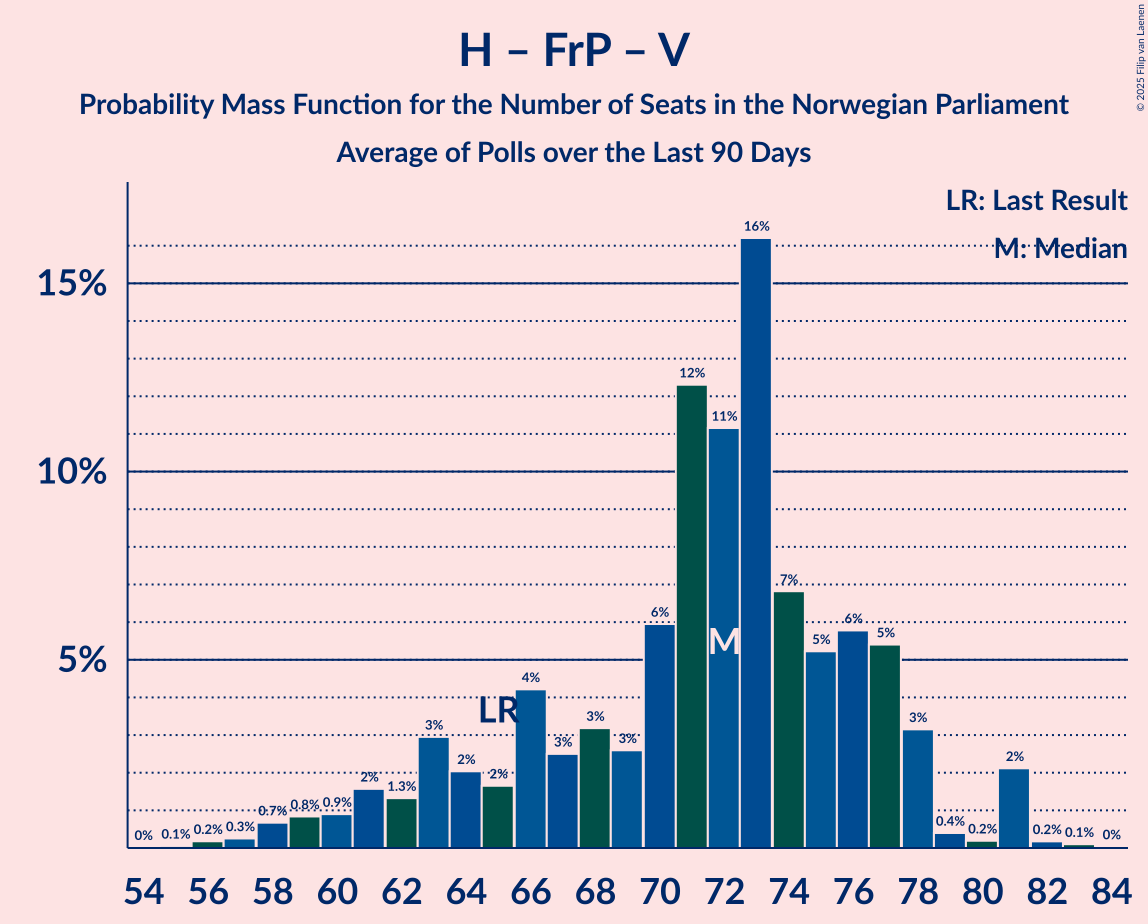 H – FrP – V
Probability Mass Function for the Number of Seats in the Norwegian Parliament
Average of Polls over the Last 90 Days
© 2025 Filip van Laenen
LR: Last Result
M: Median
15%
10%
5%
0% 0.1% 0.2% 0.3% 0.7% 0.8% 0.9% 2% 1.3% 3% 2% 2% 4% 3% 3% 3% 6% 12% 11% 16% 7% 5% 6% 5% 3% 0.4% 0.2% 2% 0.2% 0.1% 0%
LR
M
54 56 58 60 62 64 66 68 70 72 74 76 78 80 82 84